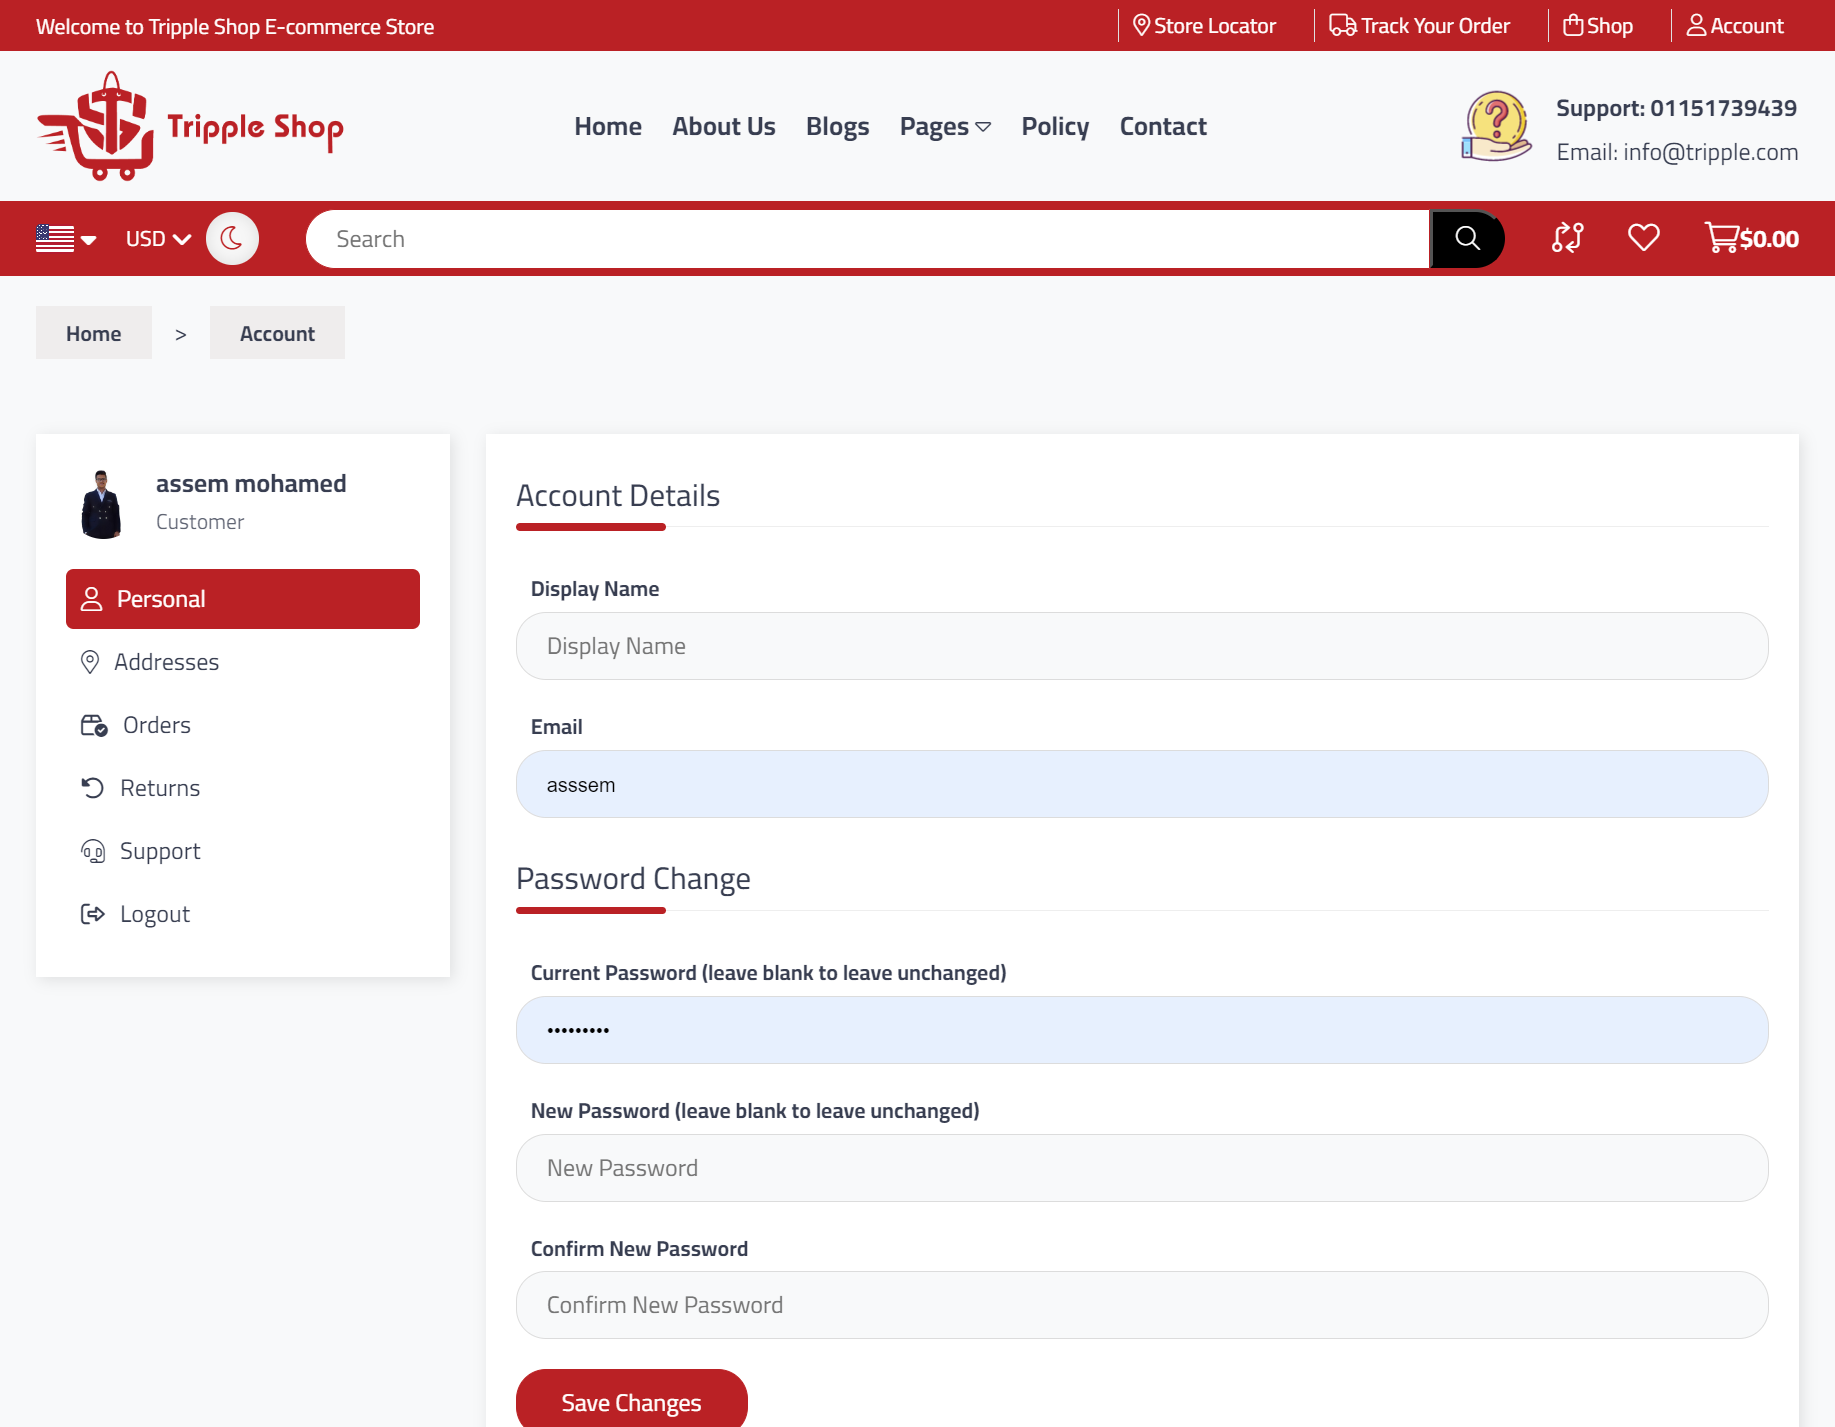 Welcome to Tripple Shop E-commerce Store
Store Locator
Track Your Order
Shop
Account
Tripple Shop
Home
About Us
Blogs
Pages
Policy
Contact
Support: 01151739439
Email: info@tripple.com
USD
Search
$0.00
Home
>
Account
assem mohamed
Customer
Personal
Addresses
Orders
Returns
Support
Logout
Account Details
Display Name
Display Name
Email
asssem
Password Change
Current Password (leave blank to leave unchanged)
•••••••••
New Password (leave blank to leave unchanged)
New Password
Confirm New Password
Confirm New Password
Save Changes